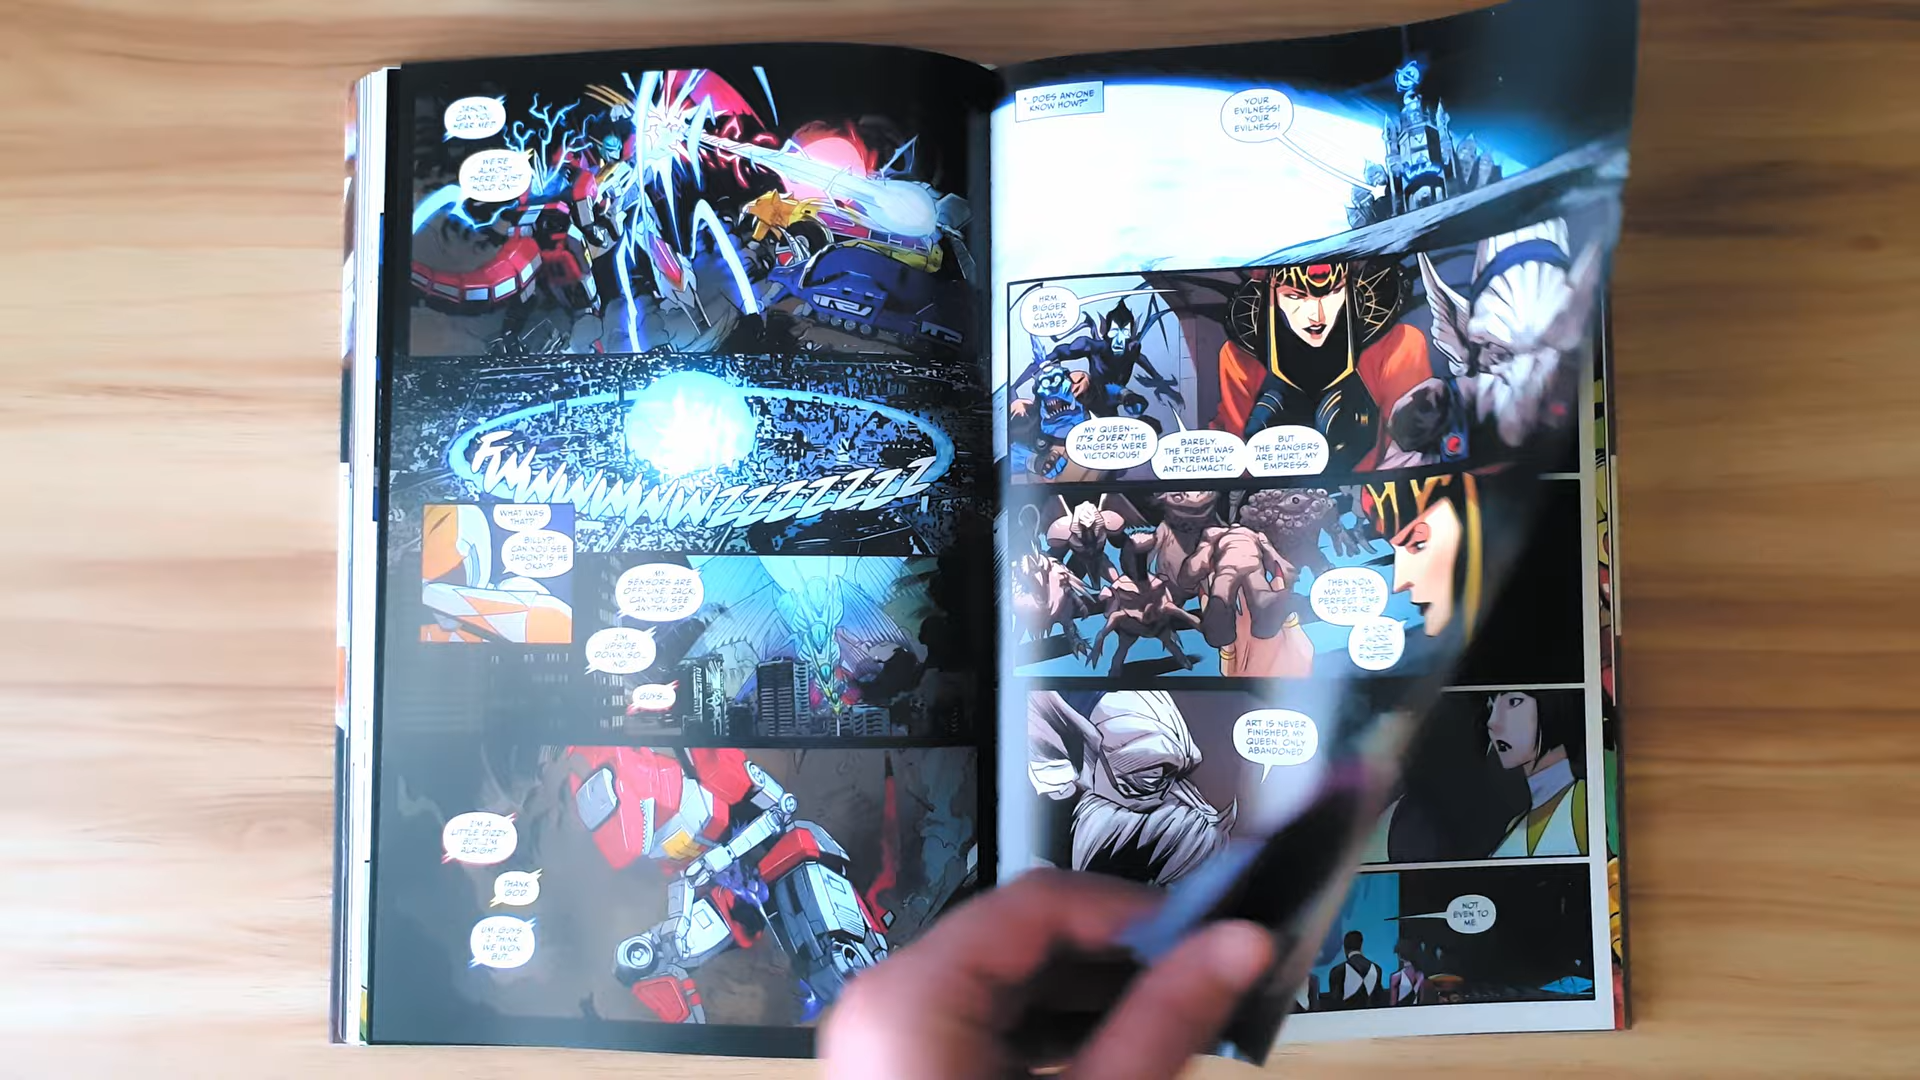 JASON,
CAN YOU
HEAR ME?
WE'RE
ALMOST
THERE! JUST
HOLD ON--
FWWWWWWWZZZZZZZ
WHAT WAS
THAT?
BILLY?!
CAN YOU SEE
JASON? IS HE
OKAY?
MY
SENSORS ARE
OFF-LINE. ZACK,
CAN YOU SEE
ANYTHING?
I'M
UPSIDE
DOWN, SO...
NO.
GUYS...
I'M A
LITTLE DIZZY
BUT I'M
ALRIGHT.
THANK
GOD.
UM, GUYS,
I THINK
WE WON,
BUT...
"...DOES ANYONE
KNOW HOW?"
YOUR
EVILNESS!
YOUR
EVILNESS!
HRM.
BIGGER
CLAWS,
MAYBE?
MY QUEEN--
IT'S OVER! THE
RANGERS WERE
VICTORIOUS!
BARELY.
THE FIGHT WAS
EXTREMELY
ANTI-CLIMACTIC.
BUT
THE RANGERS
ARE HURT, MY
EMPRESS.
THEN NOW
MAY BE THE
PERFECT TIME
TO STRIKE.
IS YOUR
WORK
ART IS NEVER
FINISHED, MY
QUEEN. ONLY
ABANDONED.
NOT
EVEN TO
ME.